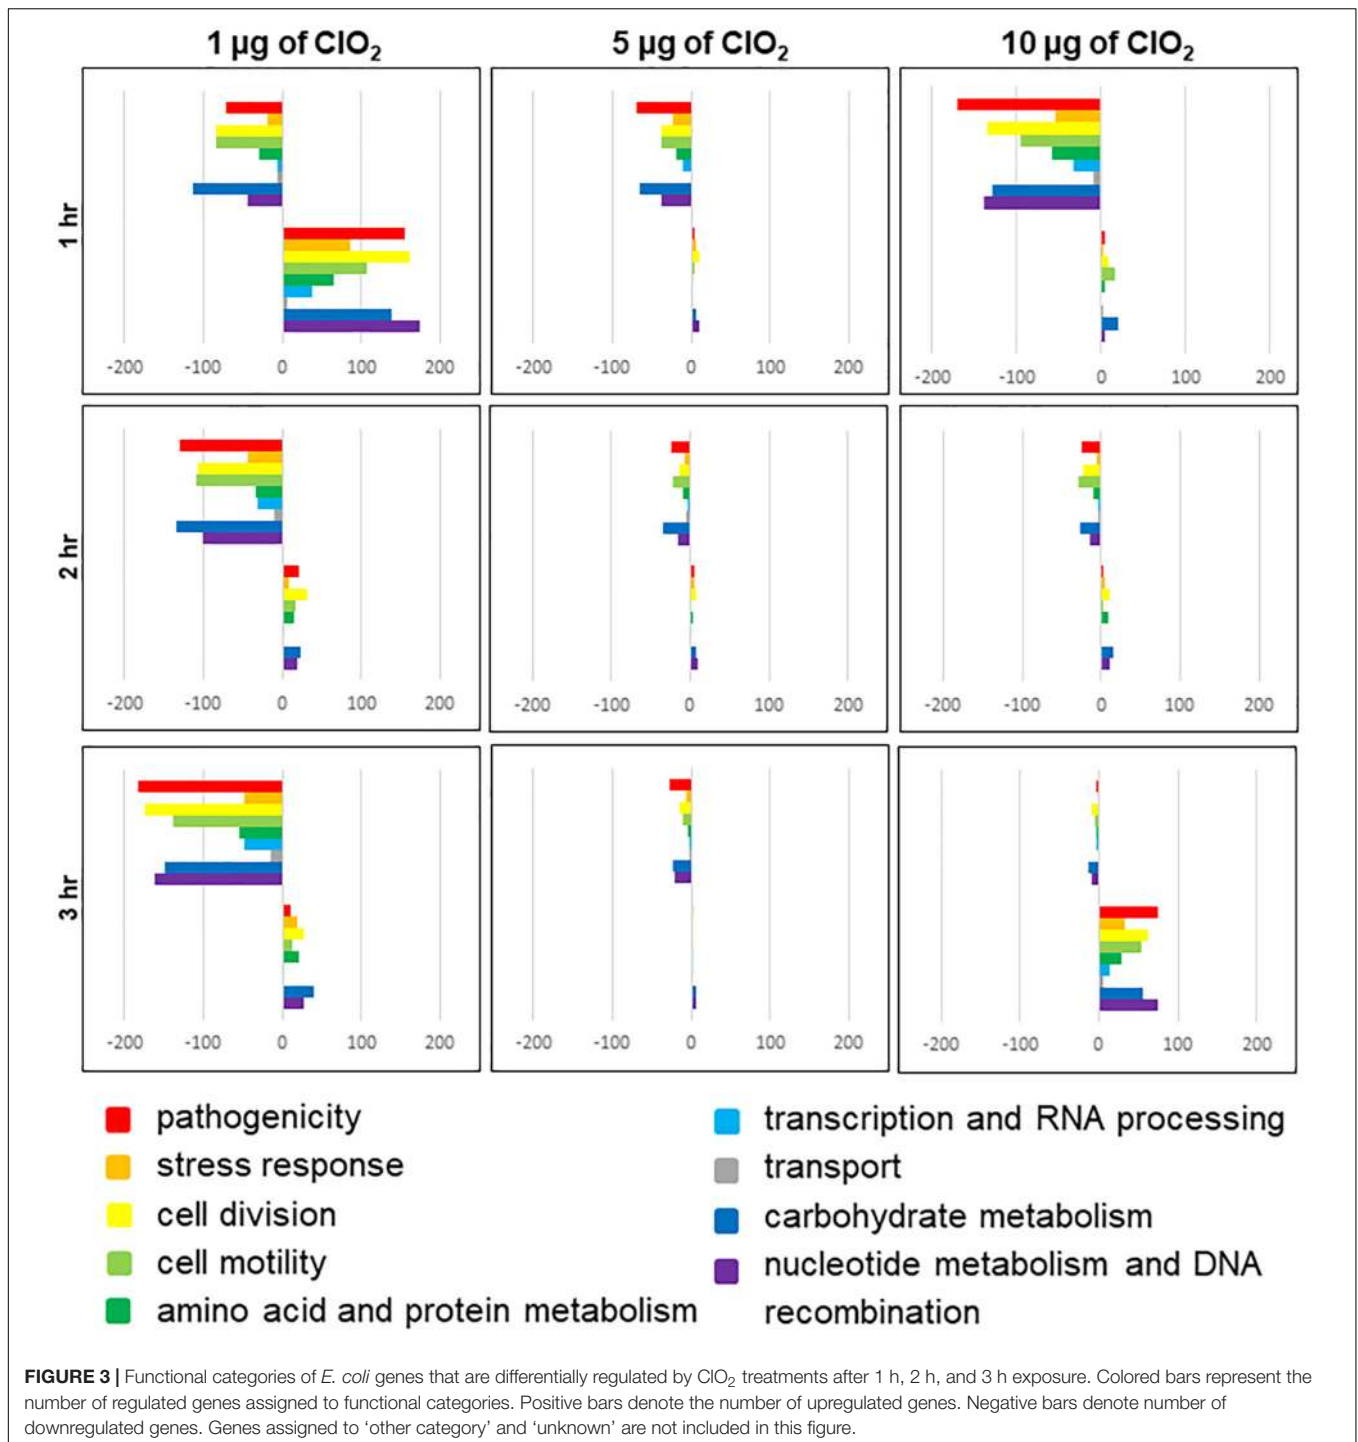 1 µg of ClO2
5 µg of ClO2
10 µg of ClO2
1 hr
-200 -100 0 100 200
-200 -100 0 100 200
-200 -100 0 100 200
2 hr
-200 -100 0 100 200
-200 -100 0 100 200
-200 -100 0 100 200
3 hr
-200 -100 0 100 200
-200 -100 0 100 200
-200 -100 0 100 200
pathogenicity
stress response
cell division
cell motility
amino acid and protein metabolism
transcription and RNA processing
transport
carbohydrate metabolism
nucleotide metabolism and DNA
recombination
FIGURE 3 | Functional categories of E. coli genes that are differentially regulated by ClO2 treatments after 1 h, 2 h, and 3 h exposure. Colored bars represent the
number of regulated genes assigned to functional categories. Positive bars denote the number of upregulated genes. Negative bars denote number of
downregulated genes. Genes assigned to ‘other category’ and ‘unknown’ are not included in this figure.